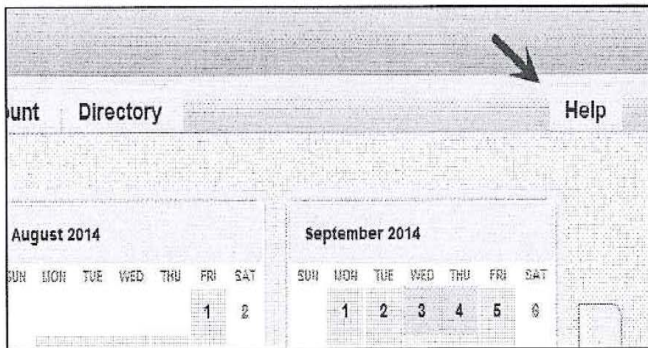 ount Directory Help
August 2014 September 2014
SUN MON TUE WED THU FRI SAT SUN MON TUE WED THU FRI SAT
1 2 1 2 3 4 5 6